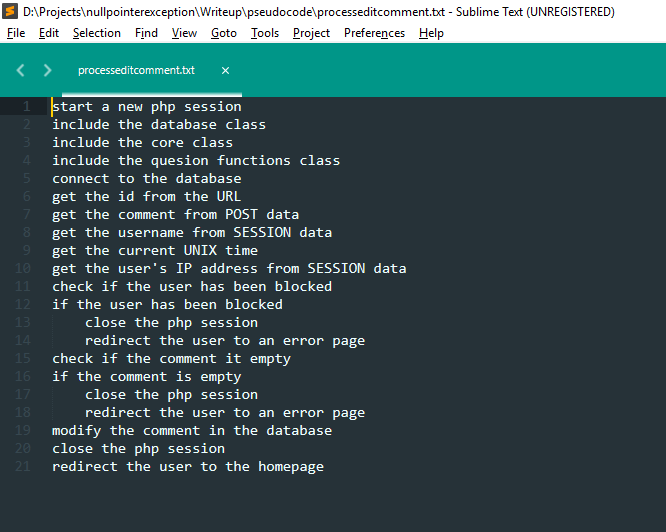 D:\Projects\nullpointerexception\Writeup\pseudocode\processeditcomment.txt - Sublime Text (UNREGISTERED)
File Edit Selection Find View Goto Tools Project Preferences Help
processeditcomment.txt ×
1 start a new php session
2 include the database class
3 include the core class
4 include the quesion functions class
5 connect to the database
6 get the id from the URL
7 get the comment from POST data
8 get the username from SESSION data
9 get the current UNIX time
10 get the user's IP address from SESSION data
11 check if the user has been blocked
12 if the user has been blocked
13 close the php session
14 redirect the user to an error page
15 check if the comment it empty
16 if the comment is empty
17 close the php session
18 redirect the user to an error page
19 modify the comment in the database
20 close the php session
21 redirect the user to the homepage